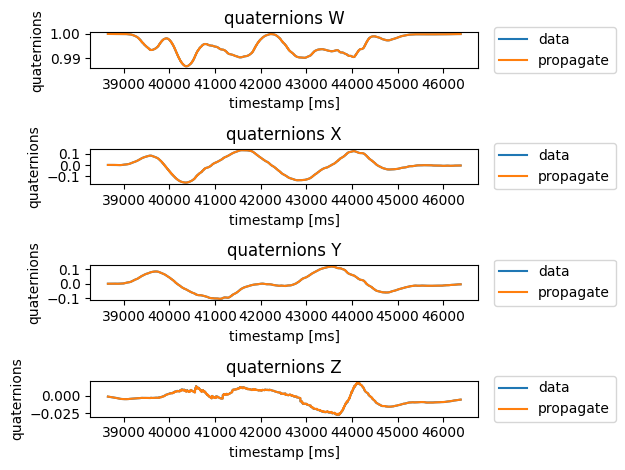 quaternions W
quaternions
1.00
0.99
39000 40000 41000 42000 43000 44000 45000 46000
timestamp [ms]
data
propagate
quaternions X
quaternions
0.1
0.0
−0.1
39000 40000 41000 42000 43000 44000 45000 46000
timestamp [ms]
data
propagate
quaternions Y
quaternions
0.1
0.0
−0.1
39000 40000 41000 42000 43000 44000 45000 46000
timestamp [ms]
data
propagate
quaternions Z
quaternions
0.000
−0.025
39000 40000 41000 42000 43000 44000 45000 46000
timestamp [ms]
data
propagate